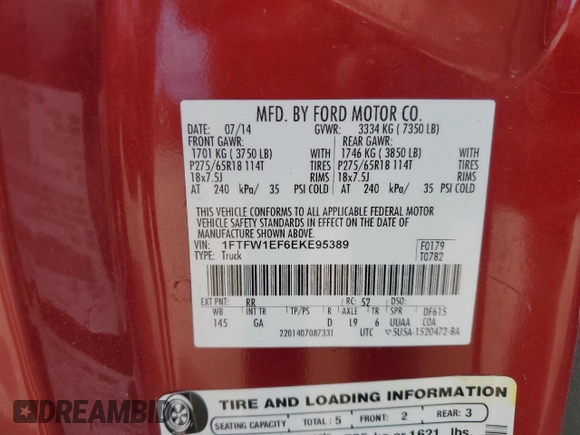 MFD. BY FORD MOTOR CO.
DATE: 07/14 GVWR: 3334 KG ( 7350 LB)
FRONT GAWR: REAR GAWR:
1701 KG ( 3750 LB) WITH 1746 KG ( 3850 LB) WITH
P275/65R18 114T TIRES P275/65R18 114T TIRES
18x7.5J RIMS 18x7.5J RIMS
AT 240 kPa/ 35 PSI COLD AT 240 kPa/ 35 PSI COLD
THIS VEHICLE CONFORMS TO ALL APPLICABLE FEDERAL MOTOR
VEHICLE SAFETY STANDARDS IN EFFECT ON THE DATE OF
MANUFACTURE SHOWN ABOVE.
VIN: 1FTFW1EF6EKE95389 F0179
TYPE: Truck T0782
EXT PNT: RR RC: 52 DSO:
WB INT TR TP/PS R AXLE TR SPR DF615
145 GA D L9 6 UUAA COA
2201407087331 UTC 5U5A-1520472-BA
TIRE AND LOADING INFORMATION
SEATING CAPACITY TOTAL: 5 FRONT: 2 REAR: 3
1621 lbs.
DREAMBID